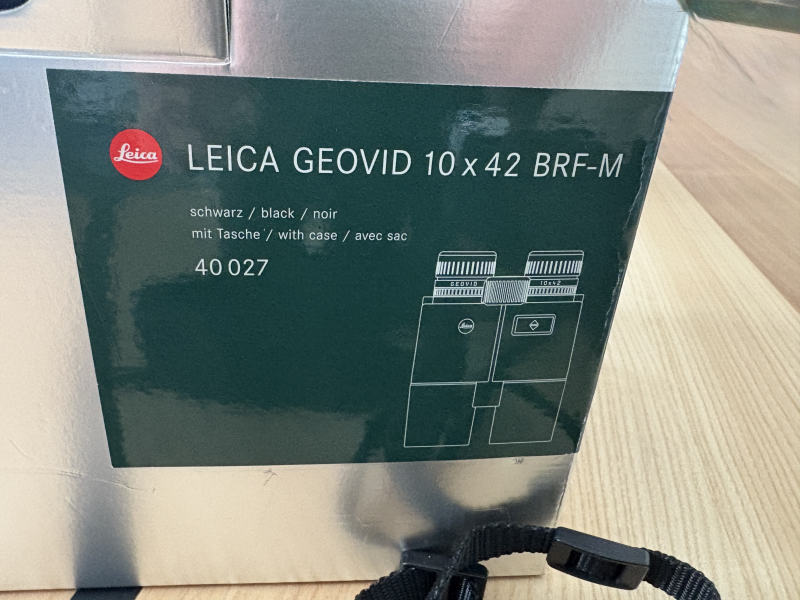 Leica
LEICA GEOVID 10 x 42 BRF-M
schwarz / black / noir
mit Tasche / with case / avec sac
40 027
GEOVID 10x42
Leica